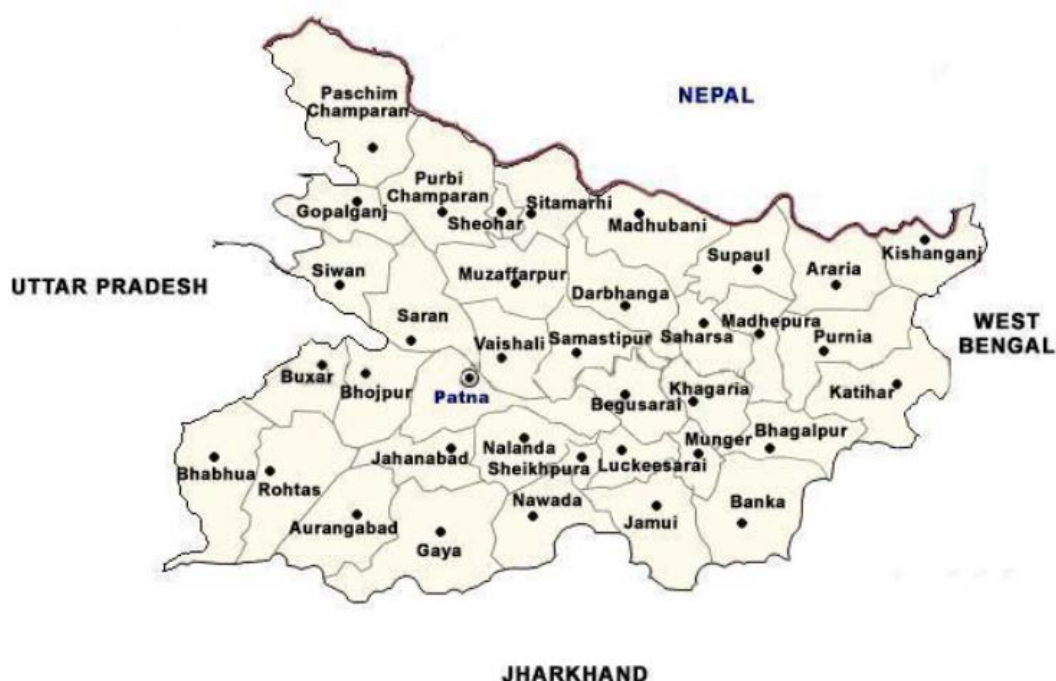 Paschim
Champaran
NEPAL
Purbi
Champaran
Sitamarhi
Gopalganj
Sheohar
Madhubani
Supaul
Kishanganj
Siwan
Muzaffarpur
Araria
UTTAR PRADESH
Darbhanga
Saran
Madhepura
WEST
BENGAL
Vaishali
Samastipur
Saharsa
Purnia
Buxar
Bhojpur
Patna
Begusarai
Khagaria
Katihar
Jahanabad
Nalanda
Munger
Bhagalpur
Bhabhua
Sheikhpura
Luckeesarai
Rohtas
Nawada
Banka
Aurangabad
Jamui
Gaya
JHARKHAND